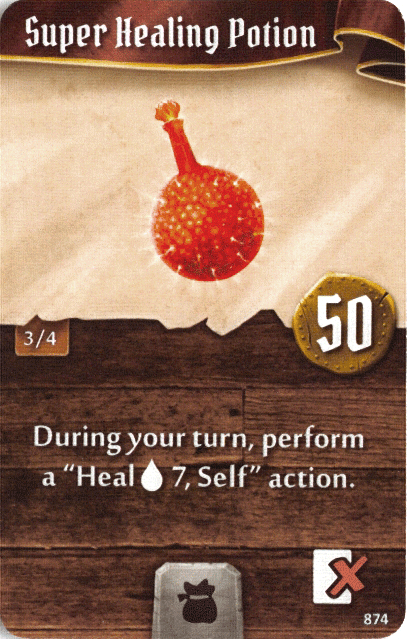 Super Healing Potion
50
3/4
During your turn, perform
a “Heal 7, Self” action.
874